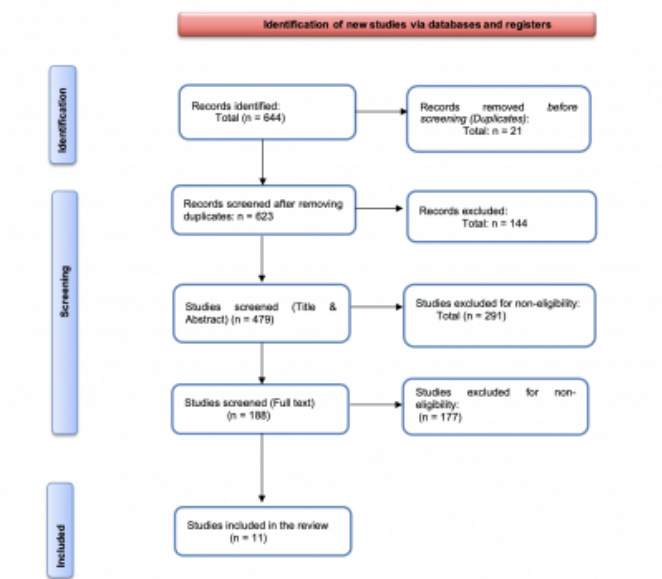 Identification of new studies via databases and registers
Identification
Records identified:
Total (n = 644)
Records removed before
screening (Duplicates):
Total: n = 21
Screening
Records screened after removing
duplicates: n = 623
Records excluded:
Total: n = 144
Studies screened (Title &
Abstract) (n = 479)
Studies excluded for non-eligibility:
Total (n = 291)
Studies screened (Full text)
(n = 188)
Studies excluded for non-
eligibility:
(n = 177)
Included
Studies included in the review
(n = 11)